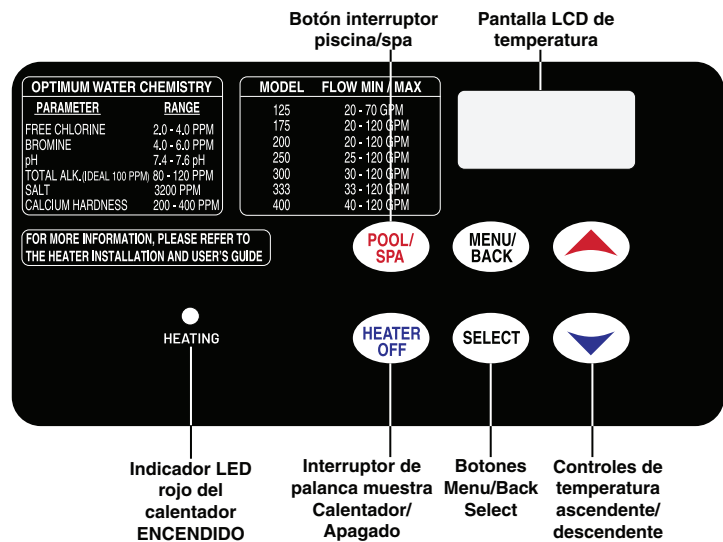 Botón interruptor
piscina/spa
Pantalla LCD de
temperatura
OPTIMUM WATER CHEMISTRY
PARAMETER RANGE
FREE CHLORINE 2.0 - 4.0 PPM
BROMINE 4.0 - 6.0 PPM
pH 7.4 - 7.6 pH
TOTAL ALK.(IDEAL 100 PPM) 80 - 120 PPM
SALT 3200 PPM
CALCIUM HARDNESS 200 - 400 PPM
MODEL FLOW MIN / MAX
125 20 - 70 GPM
175 20 - 120 GPM
200 20 - 120 GPM
250 25 - 120 GPM
300 30 - 120 GPM
333 33 - 120 GPM
400 40 - 120 GPM
FOR MORE INFORMATION, PLEASE REFER TO
THE HEATER INSTALLATION AND USER'S GUIDE
POOL/
SPA
MENU/
BACK
HEATING
HEATER
OFF
SELECT
Indicador LED
rojo del
calentador
ENCENDIDO
Interruptor de
palanca muestra
Calentador/
Apagado
Botones
Menu/Back
Select
Controles de
temperatura
ascendente/
descendente